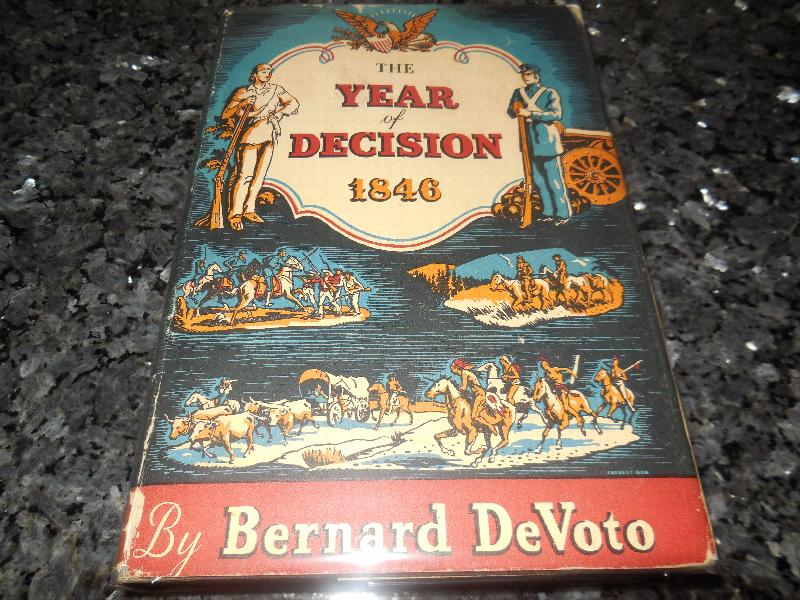 THE
YEAR
of
DECISION
1846
By Bernard DeVoto